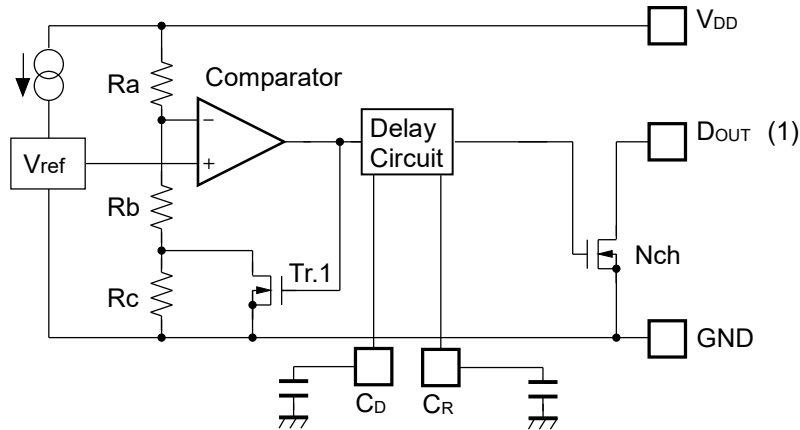 VDD
Ra
Comparator
−
Delay
Circuit
DOUT (1)
Vref
+
Rb
Tr.1
Nch
Rc
GND
CD
CR